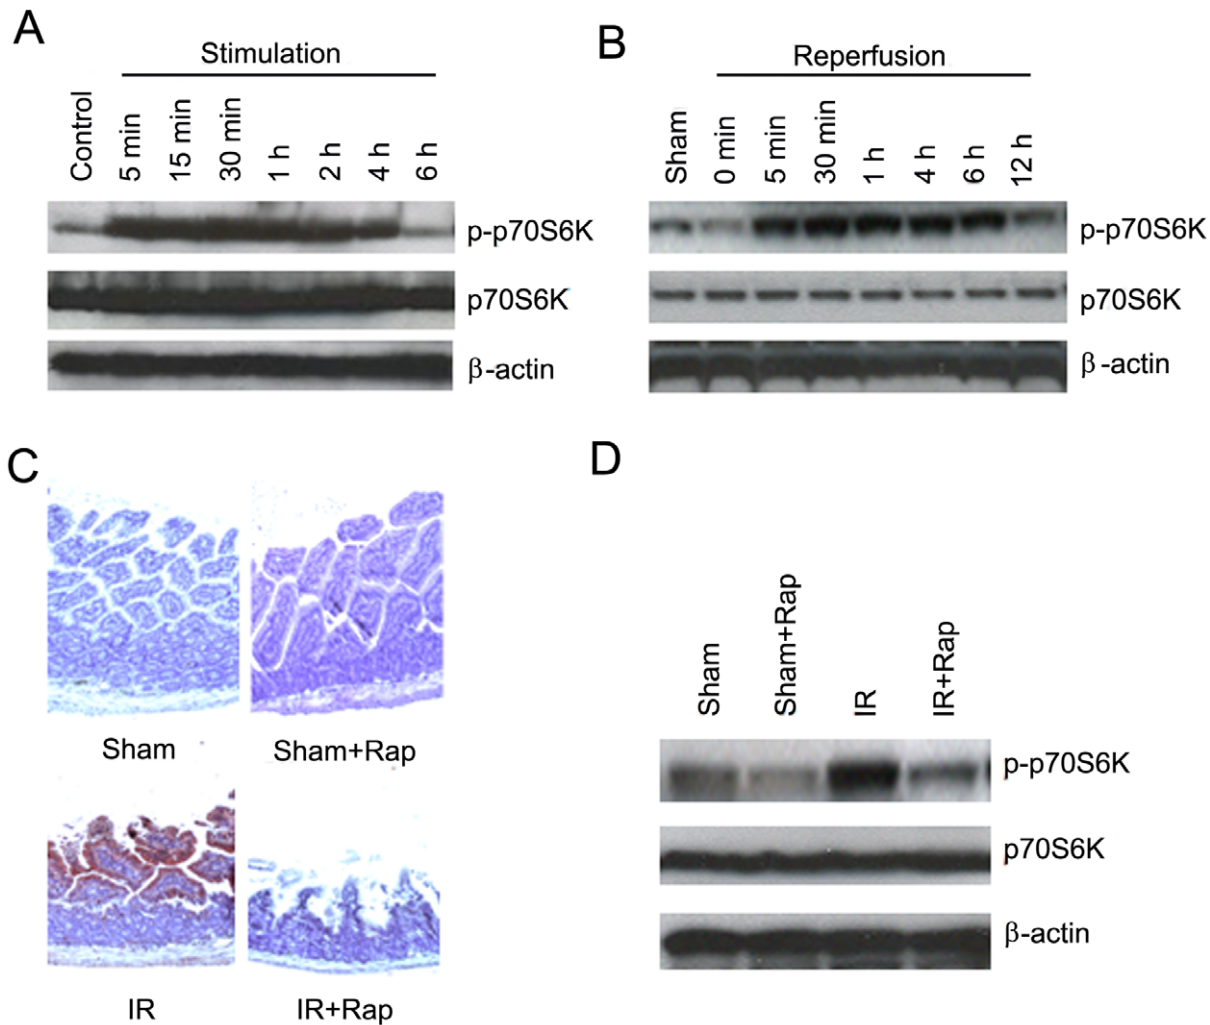 A
Stimulation
Control
5 min
15 min
30 min
1 h
2 h
4 h
6 h
p-p70S6K
p70S6K
β-actin
B
Reperfusion
Sham
0 min
5 min
30 min
1 h
4 h
6 h
12 h
p-p70S6K
p70S6K
β-actin
C
Sham
Sham+Rap
IR
IR+Rap
D
Sham
Sham+Rap
IR
IR+Rap
p-p70S6K
p70S6K
β-actin